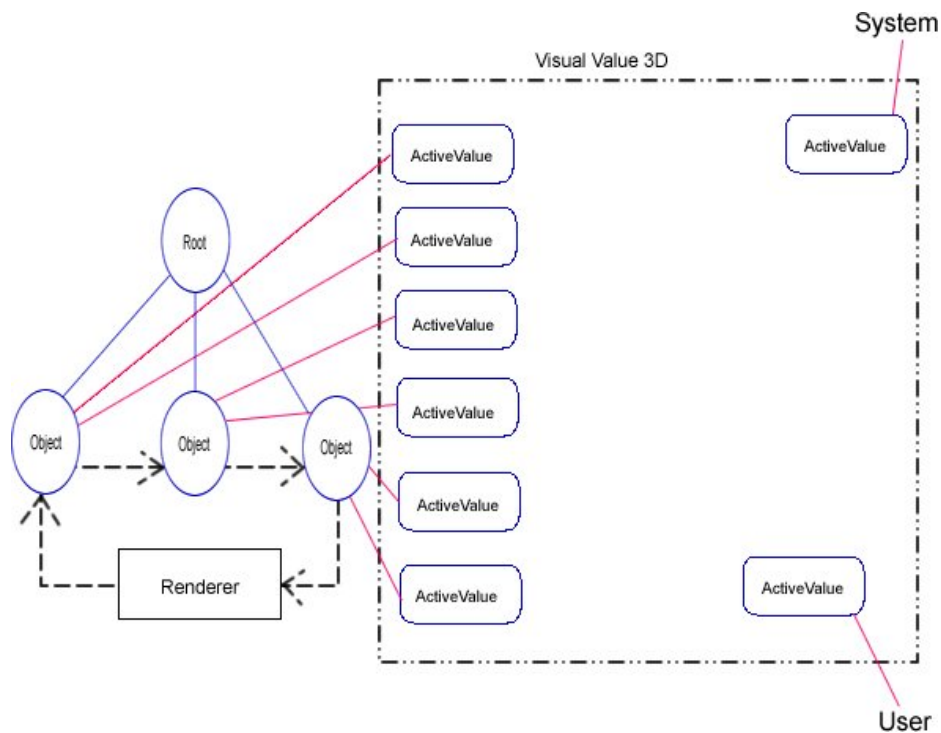 System
Visual Value 3D
ActiveValue
ActiveValue
Root
ActiveValue
ActiveValue
ActiveValue
Object
Object
Object
ActiveValue
Renderer
ActiveValue
ActiveValue
User